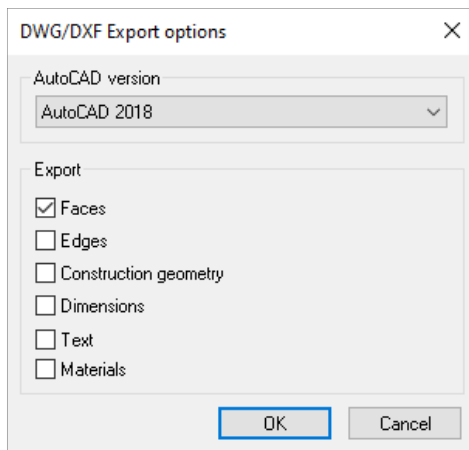 DWG/DXF Export options
AutoCAD version
AutoCAD 2018
Export
Faces
Edges
Construction geometry
Dimensions
Text
Materials
OK Cancel